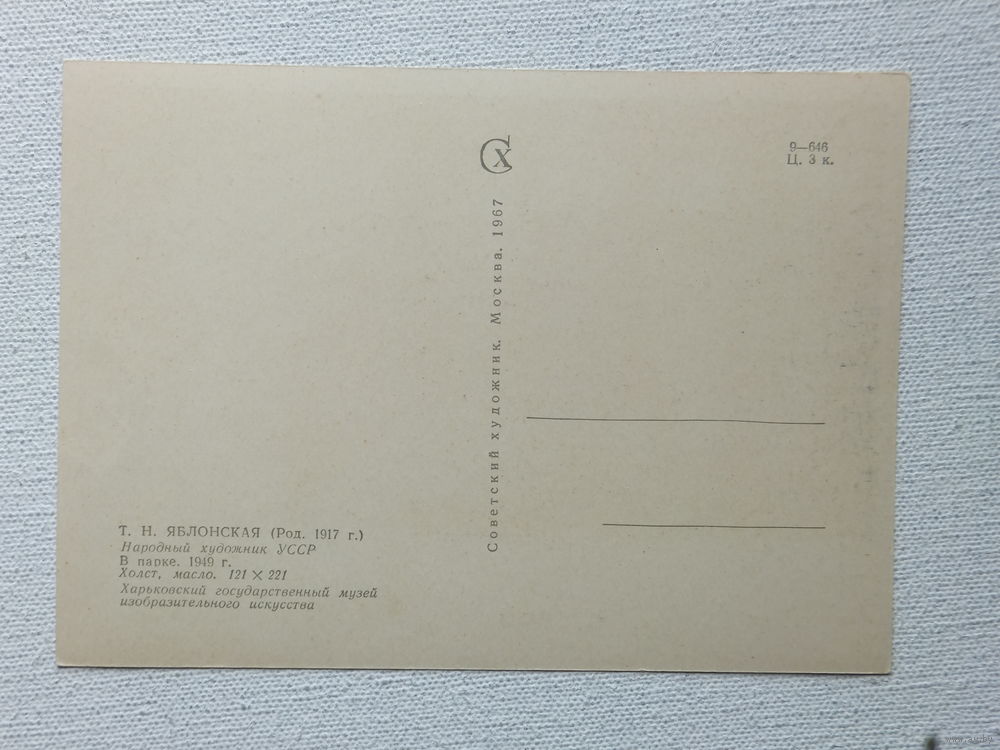 СХ
9—646
Ц. 3 к.
Советский художник. Москва. 1967
Т. Н. ЯБЛОНСКАЯ (Род. 1917 г.)
Народный художник УССР
В парке. 1949 г.
Холст, масло. 121 × 221
Харьковский государственный музей
изобразительного искусства